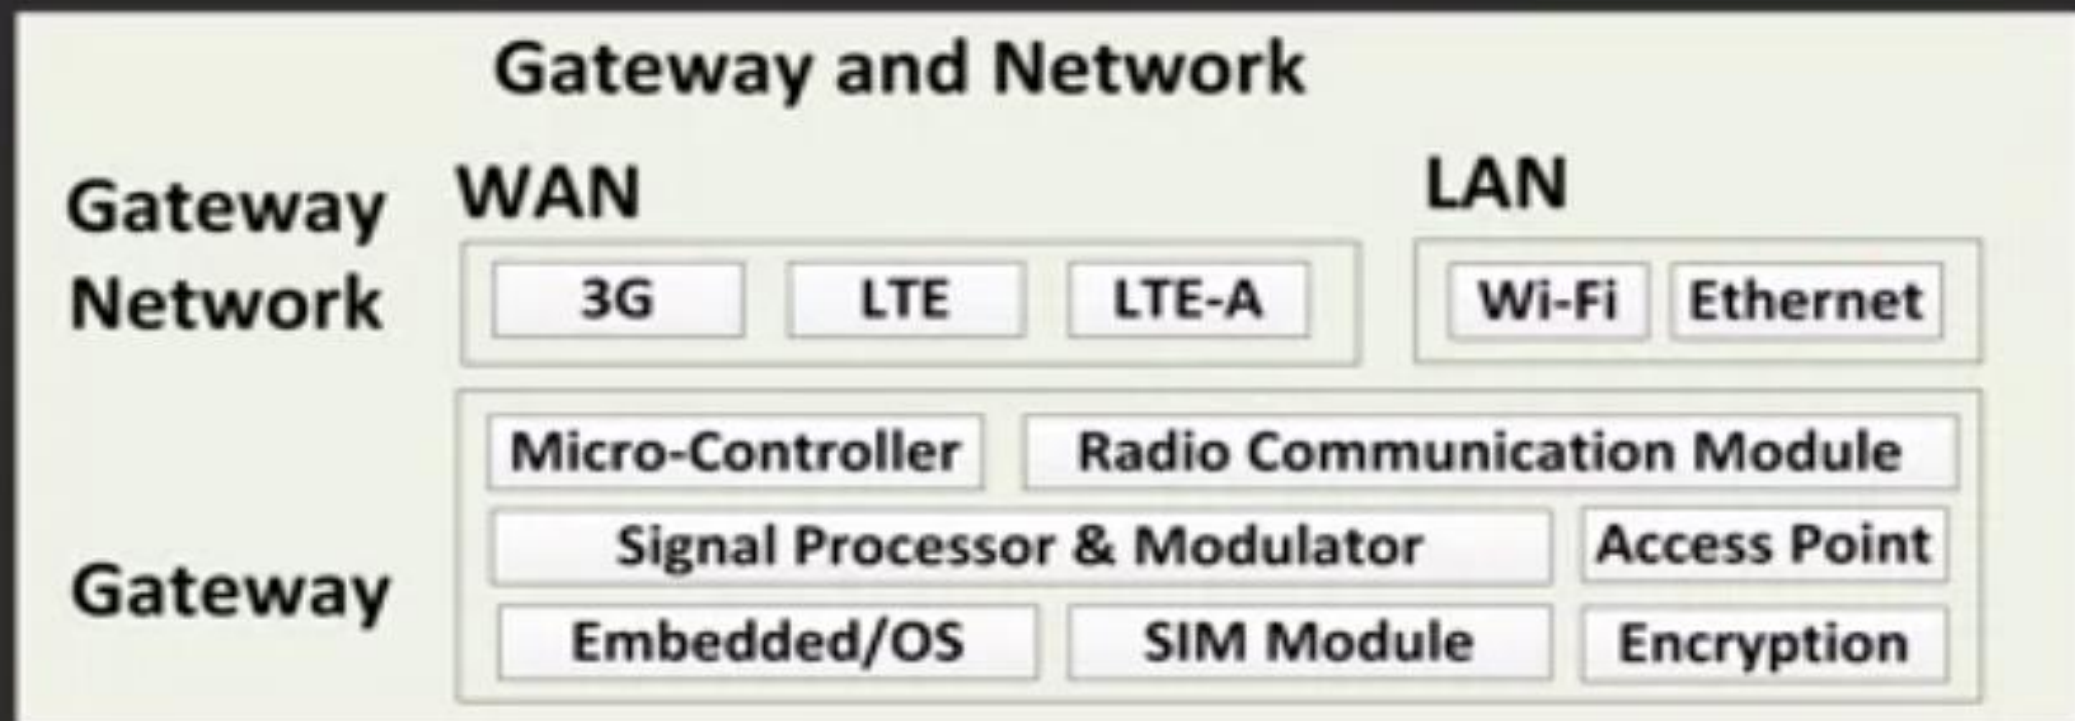 Gateway and Network
Gateway Network
WAN
LAN
3G LTE LTE-A
Wi-Fi Ethernet
Gateway
Micro-Controller Radio Communication Module
Signal Processor & Modulator Access Point
Embedded/OS SIM Module Encryption